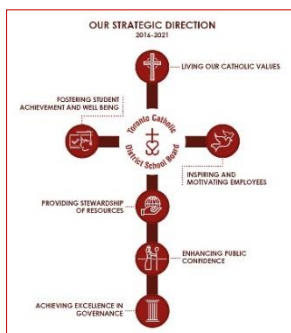 OUR STRATEGIC DIRECTION
2016-2021
LIVING OUR CATHOLIC VALUES
FOSTERING STUDENT
ACHIEVEMENT AND WELL BEING
Toronto Catholic
District School Board
INSPIRING AND
MOTIVATING EMPLOYEES
PROVIDING STEWARDSHIP
OF RESOURCES
ENHANCING PUBLIC
CONFIDENCE
ACHIEVING EXCELLENCE IN
GOVERNANCE